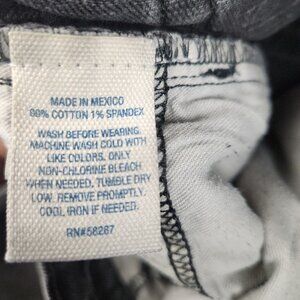 MADE IN MEXICO
99% COTTON 1% SPANDEX
WASH BEFORE WEARING.
MACHINE WASH COLD WITH
LIKE COLORS. ONLY
NON-CHLORINE BLEACH
WHEN NEEDED. TUMBLE DRY
LOW. REMOVE PROMPTLY.
COOL IRON IF NEEDED.
RN#58267